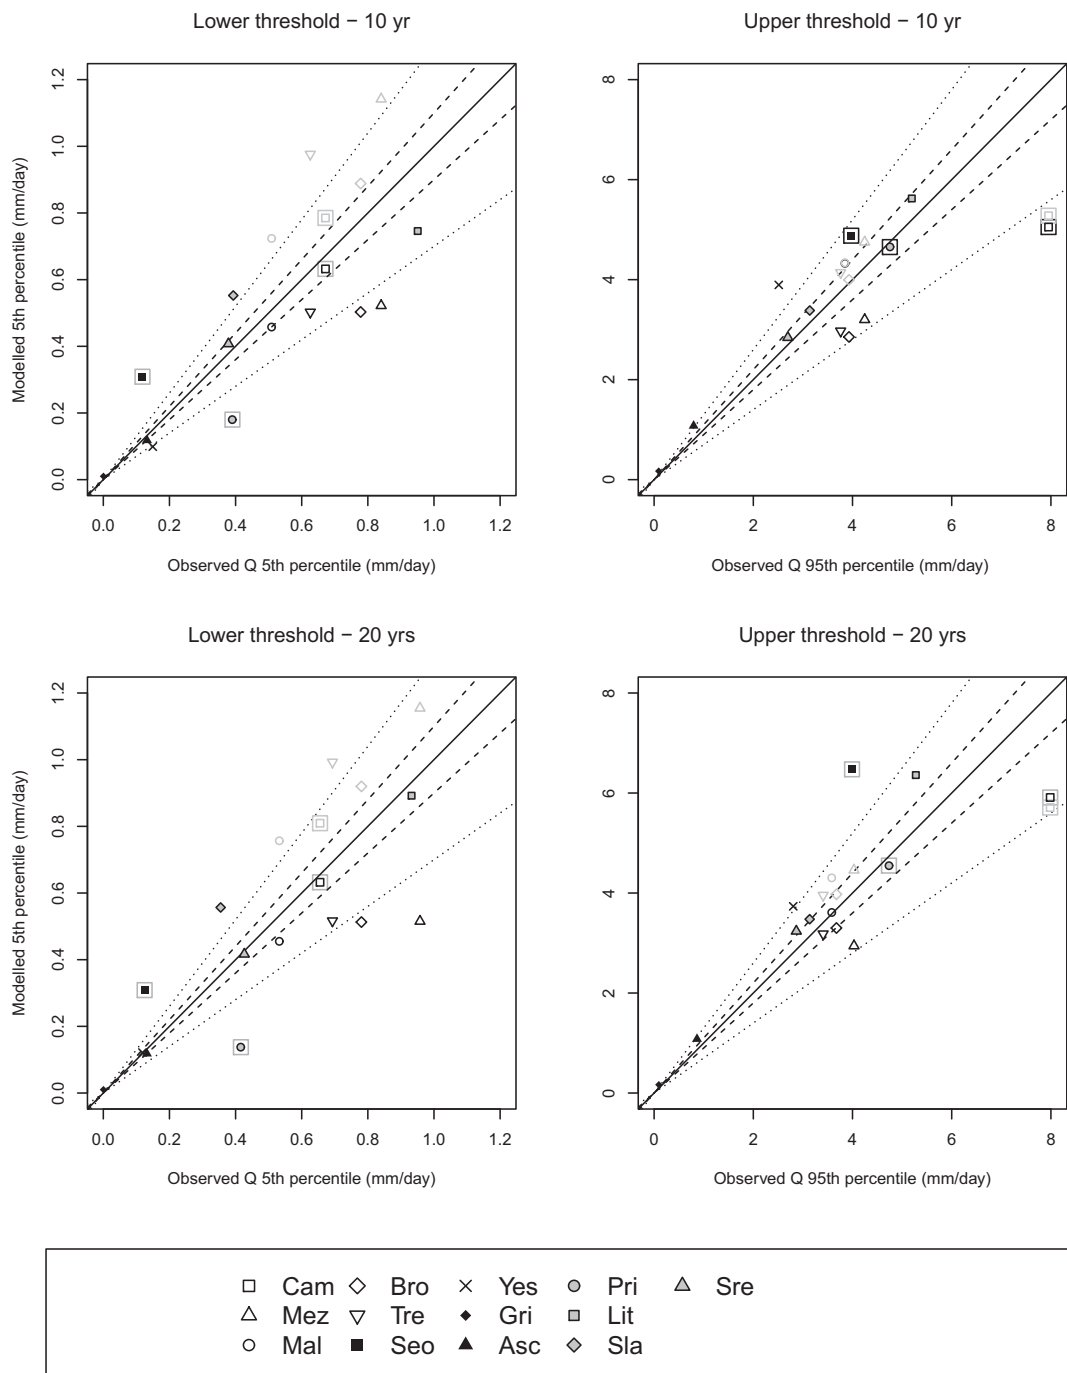 Lower threshold − 10 yr
Upper threshold − 10 yr
Modelled 5th percentile (mm/day)
0.0 0.2 0.4 0.6 0.8 1.0 1.2
0.0 0.2 0.4 0.6 0.8 1.0 1.2
Observed Q 5th percentile (mm/day)
0 2 4 6 8
0 2 4 6 8
Observed Q 95th percentile (mm/day)
Lower threshold − 20 yrs
Upper threshold − 20 yrs
Modelled 5th percentile (mm/day)
0.0 0.2 0.4 0.6 0.8 1.0 1.2
0.0 0.2 0.4 0.6 0.8 1.0 1.2
Observed Q 5th percentile (mm/day)
0 2 4 6 8
0 2 4 6 8
Observed Q 95th percentile (mm/day)
Cam Bro Yes Pri Sre
Mez Tre Gri Lit
Mal Seo Asc Sla